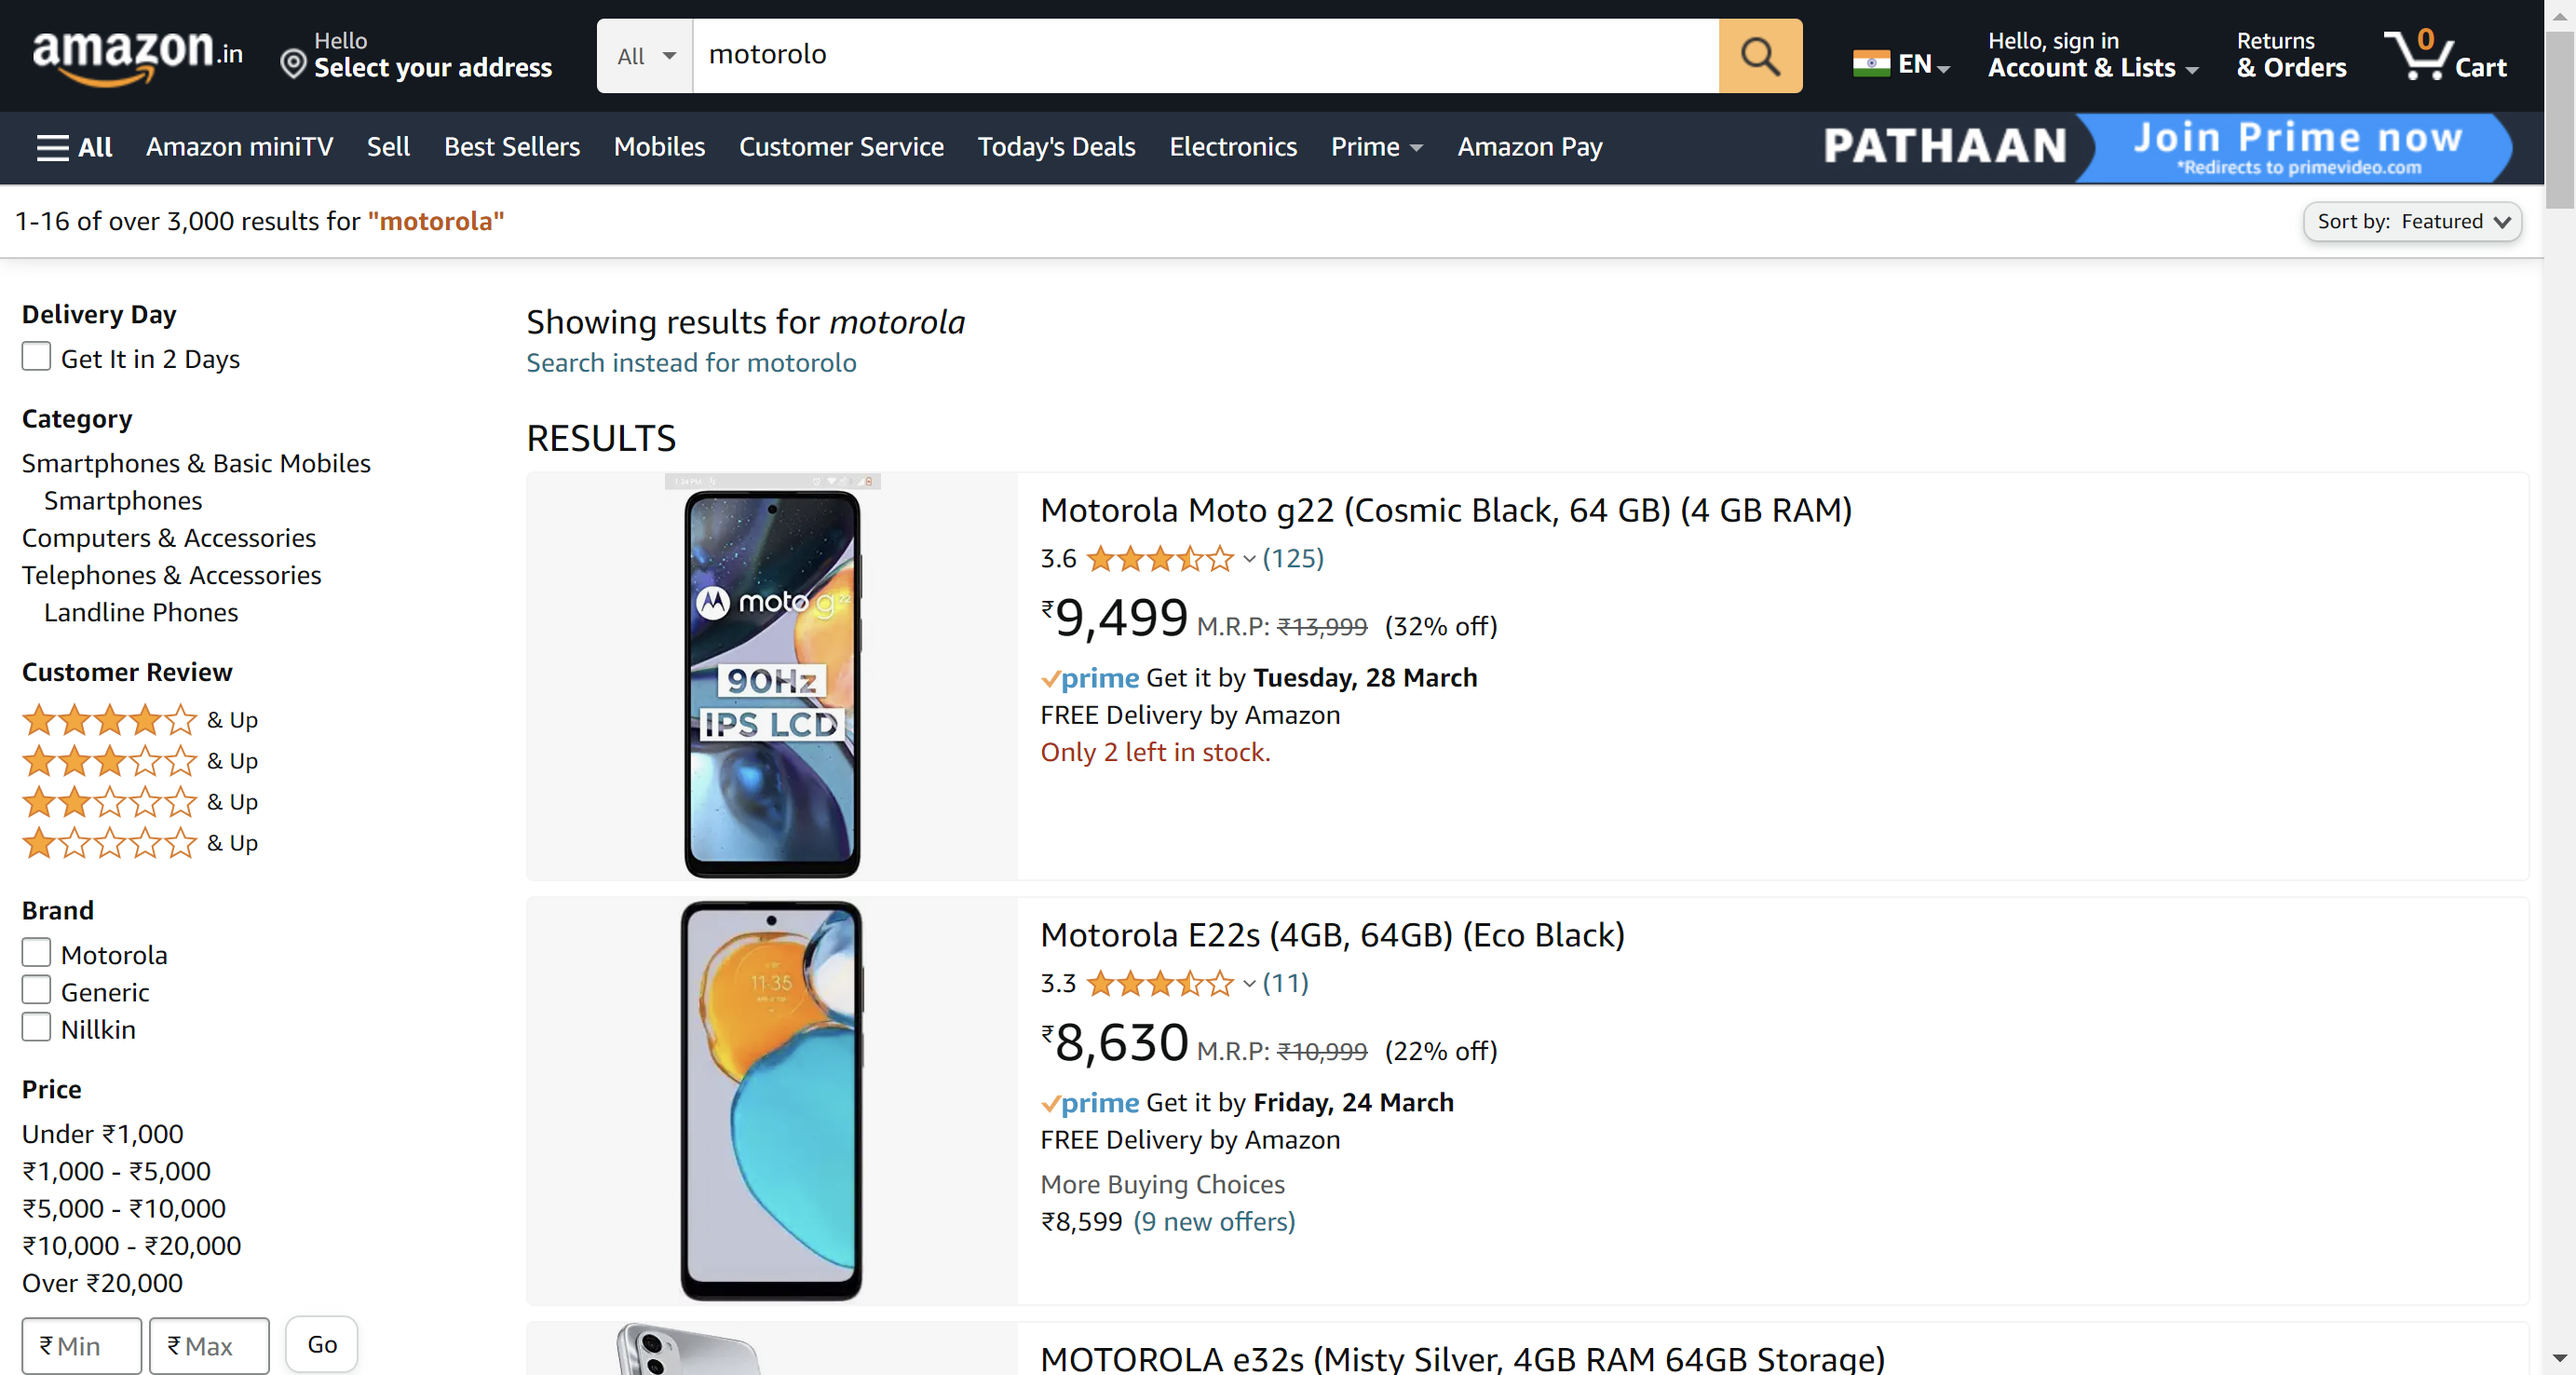 amazon.in
Hello
Select your address
All
motorolo
EN
Hello, sign in
Account & Lists
Returns
& Orders
0
Cart
All
Amazon miniTV
Sell
Best Sellers
Mobiles
Customer Service
Today's Deals
Electronics
Prime
Amazon Pay
PATHAAN
Join Prime now
*Redirects to primevideo.com
1-16 of over 3,000 results for "motorola"
Sort by: Featured
Delivery Day
Get It in 2 Days
Category
Smartphones & Basic Mobiles
Smartphones
Computers & Accessories
Telephones & Accessories
Landline Phones
Customer Review
& Up
& Up
& Up
& Up
Brand
Motorola
Generic
Nillkin
Price
Under ₹1,000
₹1,000 - ₹5,000
₹5,000 - ₹10,000
₹10,000 - ₹20,000
Over ₹20,000
₹ Min
₹ Max
Go
Showing results for motorola
Search instead for motorolo
RESULTS
moto g22
90Hz
IPS LCD
Motorola Moto g22 (Cosmic Black, 64 GB) (4 GB RAM)
3.6 (125)
₹9,499 M.R.P: ₹13,999 (32% off)
prime Get it by Tuesday, 28 March
FREE Delivery by Amazon
Only 2 left in stock.
11:35
Motorola E22s (4GB, 64GB) (Eco Black)
3.3 (11)
₹8,630 M.R.P: ₹10,999 (22% off)
prime Get it by Friday, 24 March
FREE Delivery by Amazon
More Buying Choices
₹8,599 (9 new offers)
MOTOROLA e32s (Misty Silver, 4GB RAM 64GB Storage)